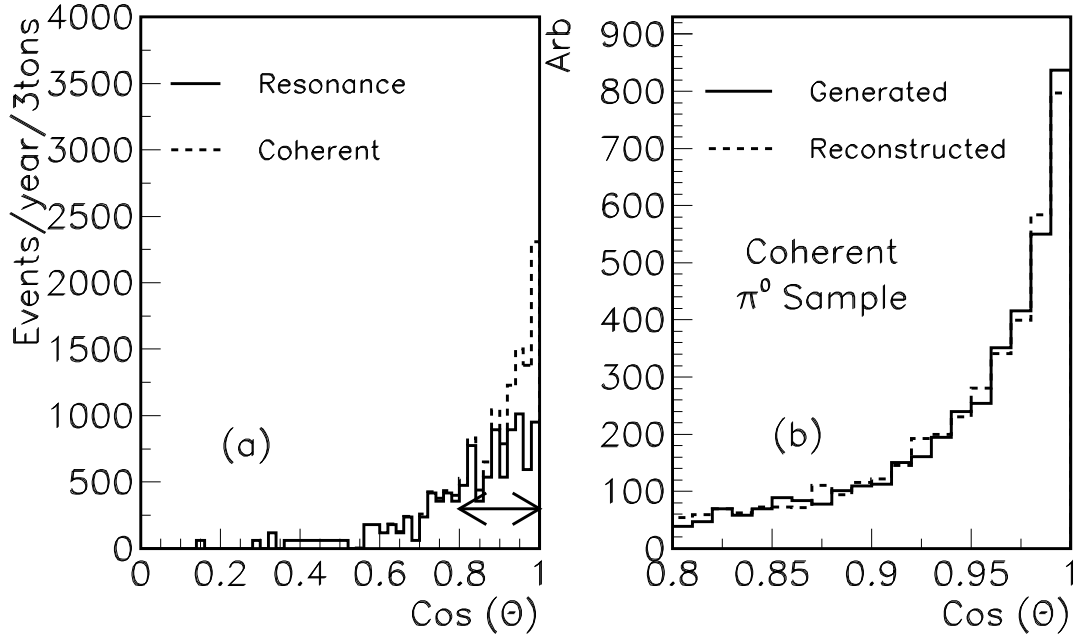 Events/year/3tons
4000
3500
3000
2500
2000
1500
1000
500
0
Resonance
Coherent
(a)
0 0.2 0.4 0.6 0.8 1
Cos (Θ)
Arb
900
800
700
600
500
400
300
200
100
0
Generated
Reconstructed
Coherent
π⁰ Sample
(b)
0.8 0.85 0.9 0.95 1
Cos (Θ)